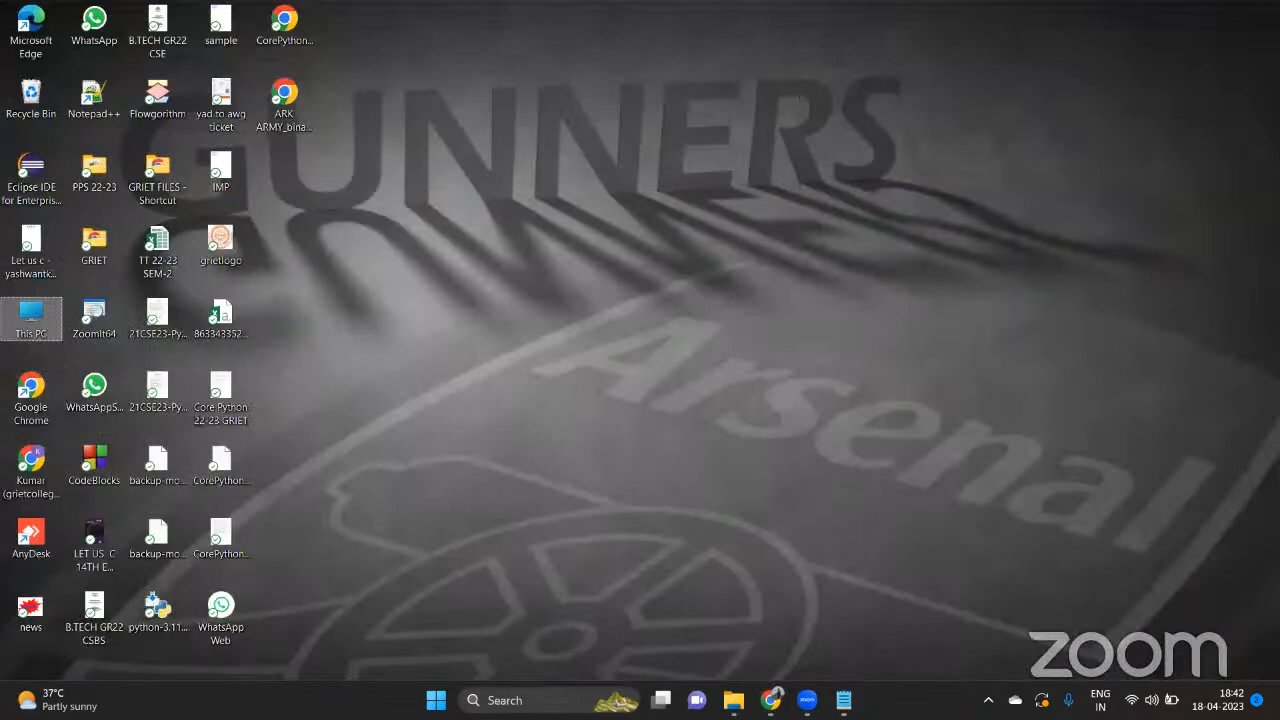 Microsoft
Edge
WhatsApp
B.TECH GR22
CSE
sample
CorePython...
Recycle Bin
Notepad++
Flowgorithm
yad to awg
ticket
ARK
ARMY_bina...
Eclipse IDE
for Enterpris...
PPS 22-23
GRIET FILES -
Shortcut
IMP
Let us c -
yashwantk...
GRIET
TT 22-23
SEM-2
grietlogo
This PC
ZoomIt64
21CSE23-Py...
863343352...
Google
Chrome
WhatsAppS...
21CSE23-Py...
Core Python
22-23 GRIET
Kumar
(grietcolleg...
CodeBlocks
backup-mo...
CorePython...
AnyDesk
LET US C
14TH E...
backup-mo...
CorePython...
news
B.TECH GR22
CSBS
python-3.11...
WhatsApp
Web
GUNNERS
Arsenal
zoom
37°C
Partly sunny
Search
ENG
IN
18:42
18-04-2023
2